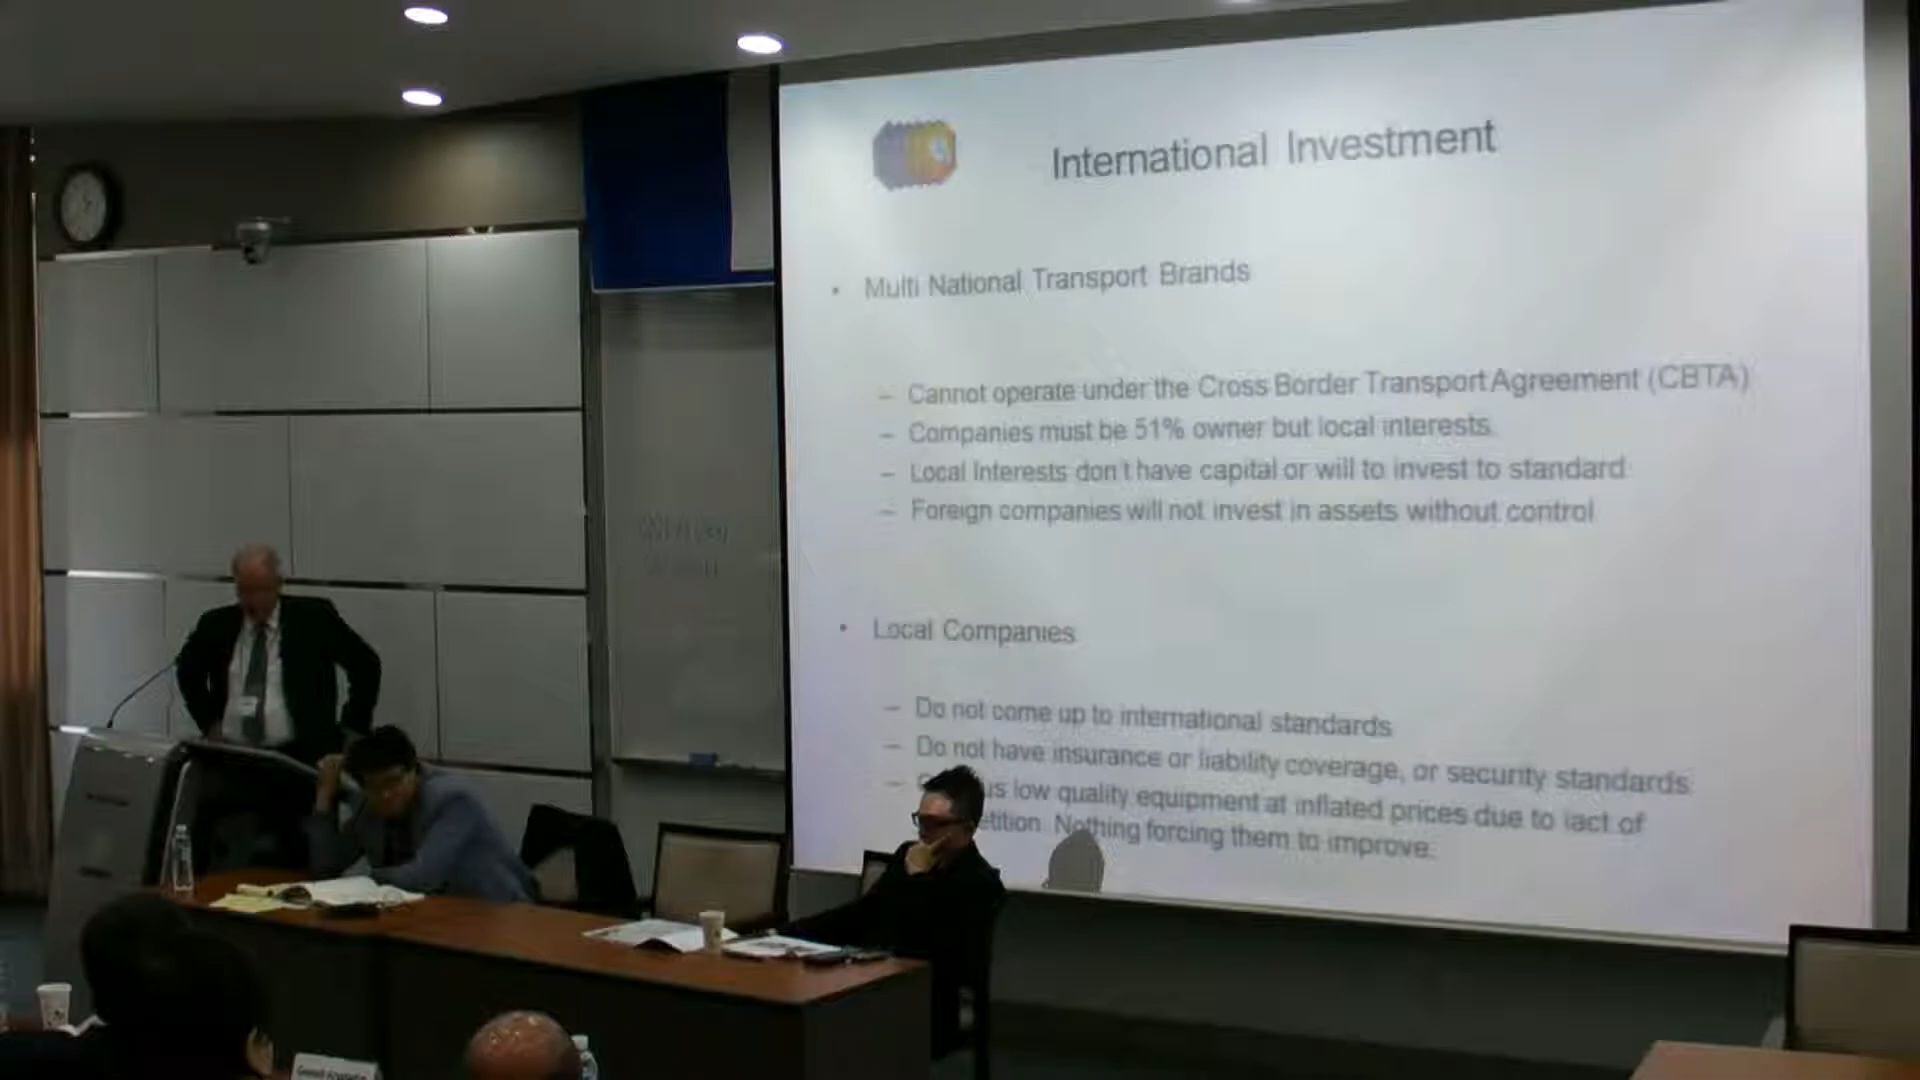 International Investment
• Multi National Transport Brands
– Cannot operate under the Cross Border Transport Agreement (CBTA)
– Companies must be 51% owner but local interests.
– Local Interests don't have capital or will to invest to standard
– Foreign companies will not invest in assets without control
• Local Companies
– Do not come up to international standards
– Do not have insurance or liability coverage, or security standards.
– us low quality equipment at inflated prices due to lact of
etition. Nothing forcing them to improve.